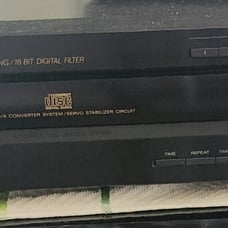 NG/18 BIT DIGITAL FILTER
disc
/A CONVERTER SYSTEM/SERVO STABILIZER CIRCUIT
TIME REPEAT